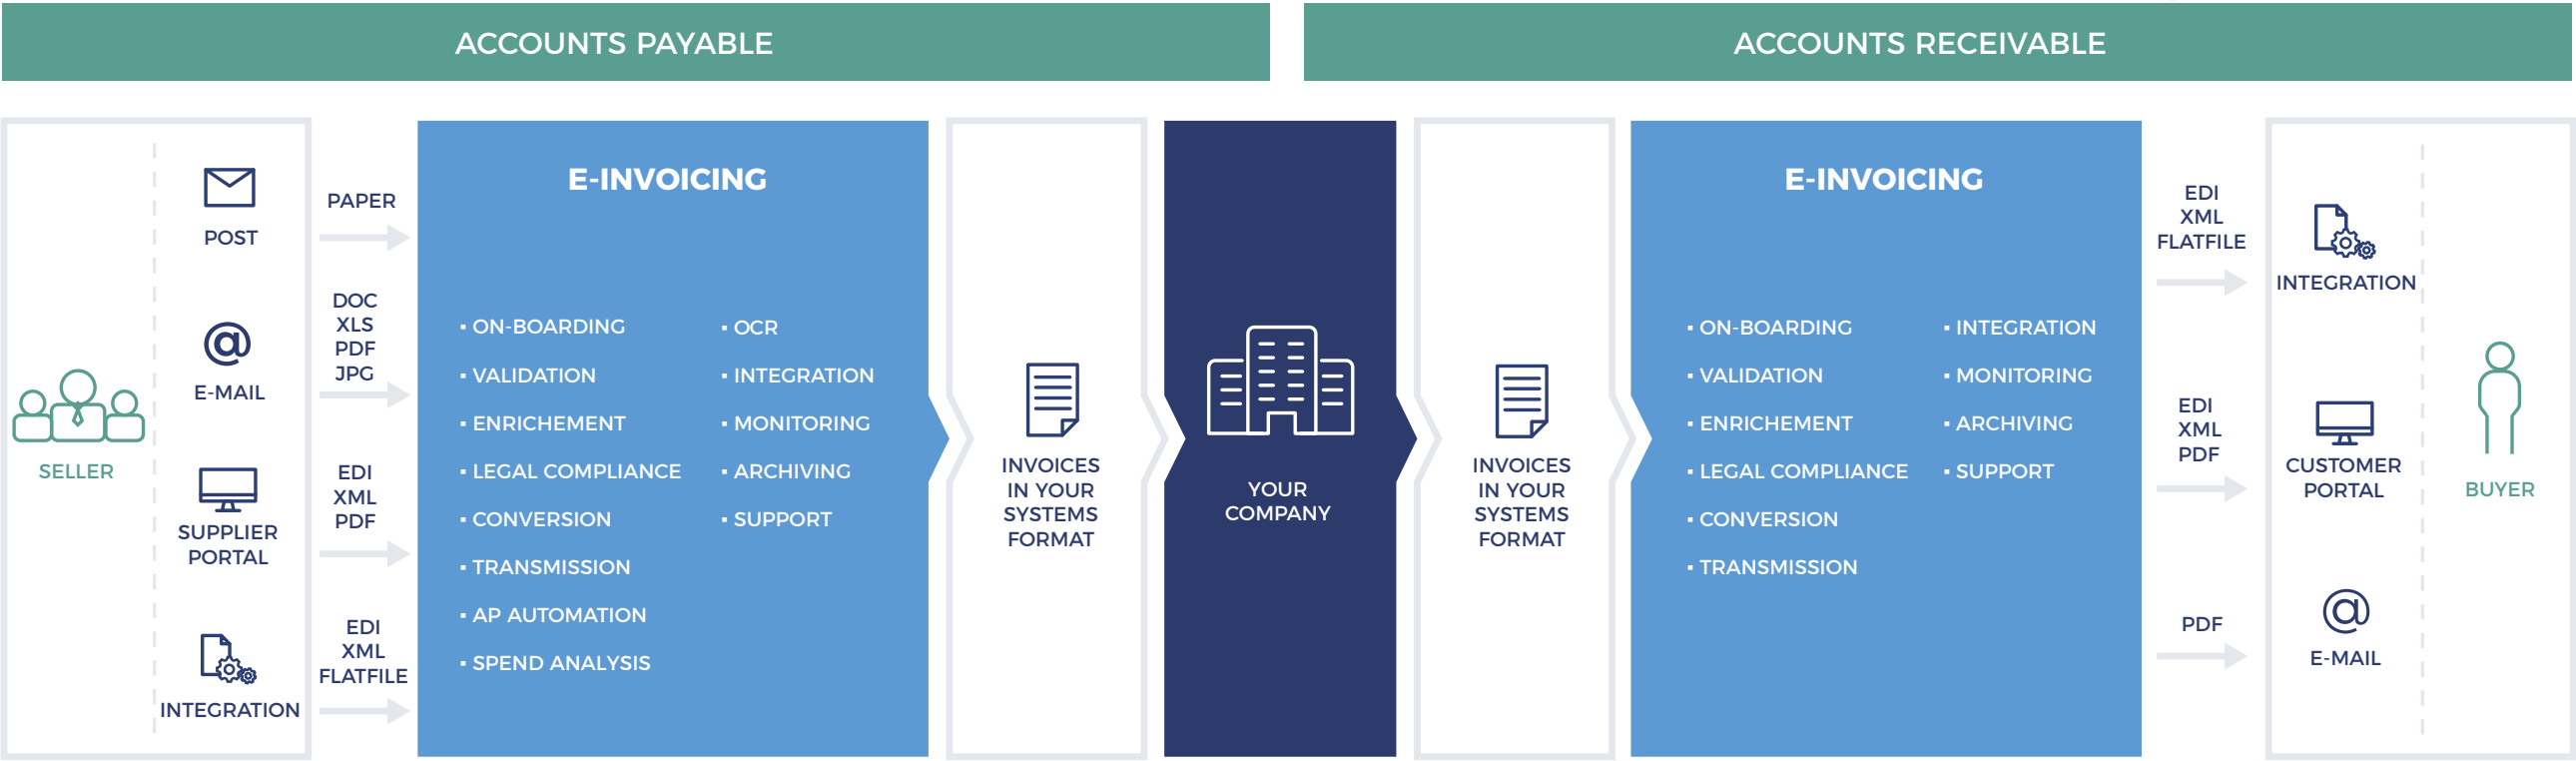 ACCOUNTS PAYABLE
ACCOUNTS RECEIVABLE
SELLER
POST
E-MAIL
SUPPLIER
PORTAL
INTEGRATION
PAPER
DOC
XLS
PDF
JPG
EDI
XML
PDF
EDI
XML
FLATFILE
E-INVOICING
▪ ON-BOARDING
▪ VALIDATION
▪ ENRICHEMENT
▪ LEGAL COMPLIANCE
▪ CONVERSION
▪ TRANSMISSION
▪ AP AUTOMATION
▪ SPEND ANALYSIS
▪ OCR
▪ INTEGRATION
▪ MONITORING
▪ ARCHIVING
▪ SUPPORT
INVOICES
IN YOUR
SYSTEMS
FORMAT
YOUR
COMPANY
INVOICES
IN YOUR
SYSTEMS
FORMAT
E-INVOICING
▪ ON-BOARDING
▪ VALIDATION
▪ ENRICHEMENT
▪ LEGAL COMPLIANCE
▪ CONVERSION
▪ TRANSMISSION
▪ INTEGRATION
▪ MONITORING
▪ ARCHIVING
▪ SUPPORT
EDI
XML
FLATFILE
EDI
XML
PDF
PDF
INTEGRATION
CUSTOMER
PORTAL
E-MAIL
BUYER